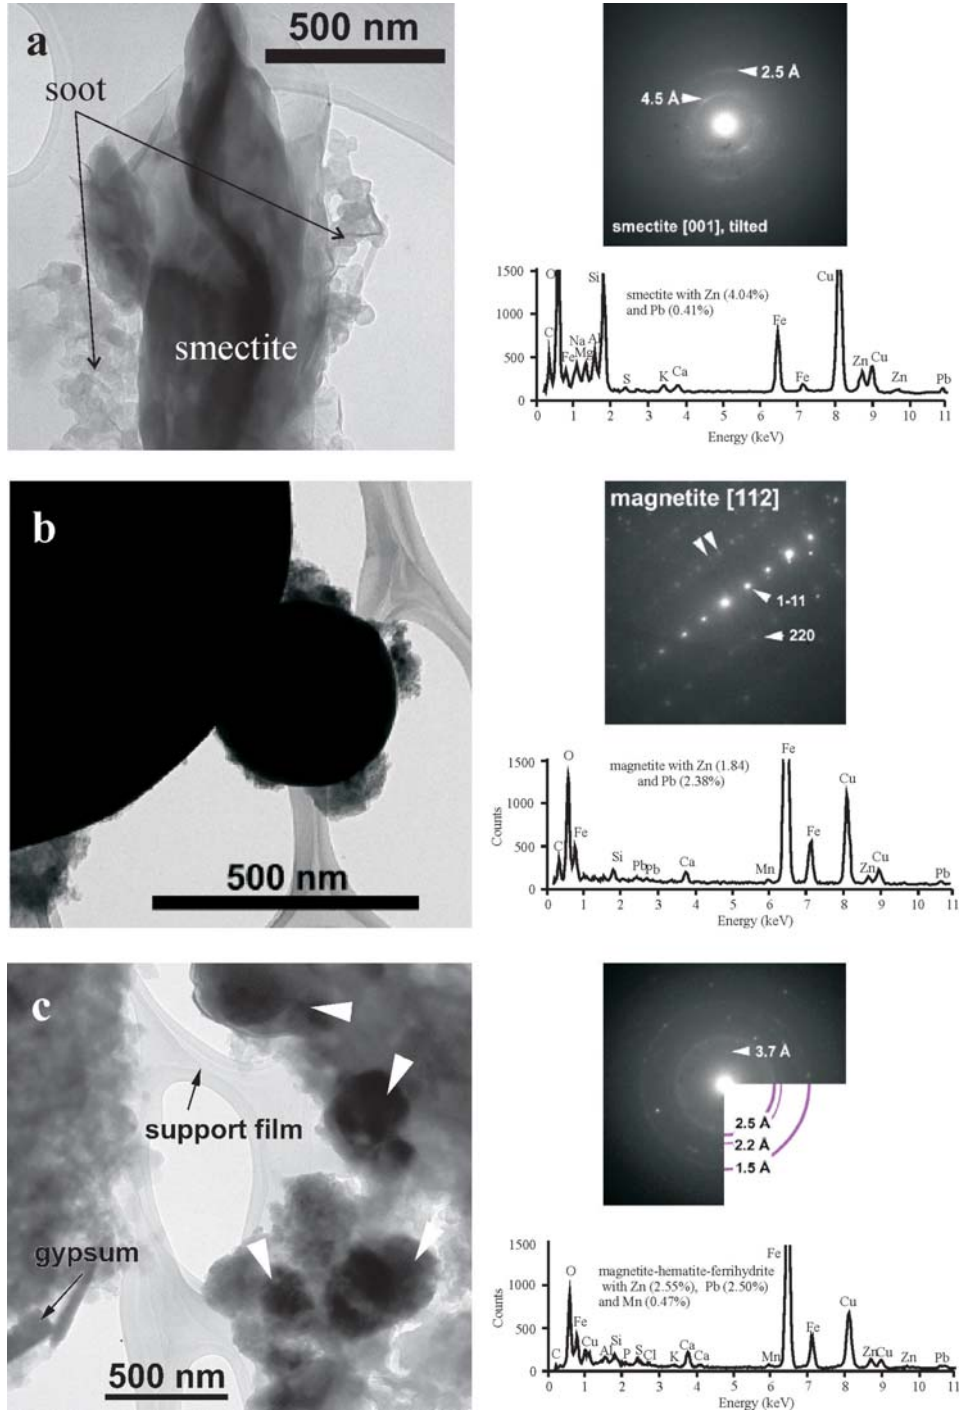 a
500 nm
soot
smectite
2.5 Å
4.5 Å
smectite [001], tilted
1500
1000
500
0
O
Si
Cu
smectite with Zn (4.04%)
and Pb (0.41%)
C
Fe
Na
Mg
Al
S
K
Ca
Fe
Fe
Zn
Cu
Zn
Pb
0 1 2 3 4 5 6 7 8 9 10 11
Energy (keV)
b
500 nm
magnetite [112]
1-11
220
Counts
1500
1000
500
0
magnetite with Zn (1.84)
and Pb (2.38%)
O
C
Fe
Si
Pb
Pb
Ca
Mn
Fe
Fe
Cu
Zn
Cu
Pb
0 1 2 3 4 5 6 7 8 9 10 11
Energy (keV)
c
support film
gypsum
500 nm
3.7 Å
2.5 Å
2.2 Å
1.5 Å
Counts
1500
1000
500
0
magnetite-hematite-ferrihydrite
with Zn (2.55%), Pb (2.50%)
and Mn (0.47%)
C
O
Fe
Cu
Al
Si
P
S
Cl
K
Ca
Ca
Mn
Fe
Fe
Cu
Zn
Cu
Zn
Pb
0 1 2 3 4 5 6 7 8 9 10 11
Energy (keV)